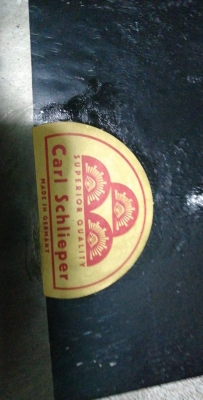 SUPERIOR QUALITY
Carl Schlieper
MADE IN GERMANY